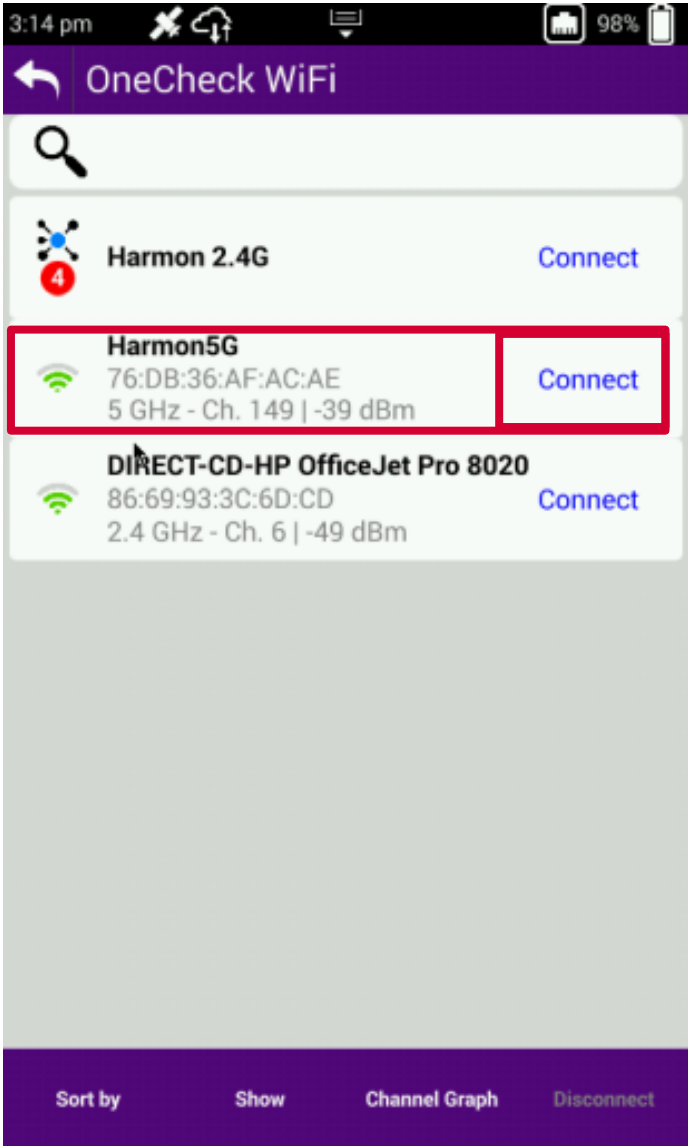 3:14 pm
98%
OneCheck WiFi
4
Harmon 2.4G
Connect
Harmon5G
76:DB:36:AF:AC:AE
5 GHz - Ch. 149 | -39 dBm
Connect
DIRECT-CD-HP OfficeJet Pro 8020
86:69:93:3C:6D:CD
2.4 GHz - Ch. 6 | -49 dBm
Connect
Sort by
Show
Channel Graph
Disconnect